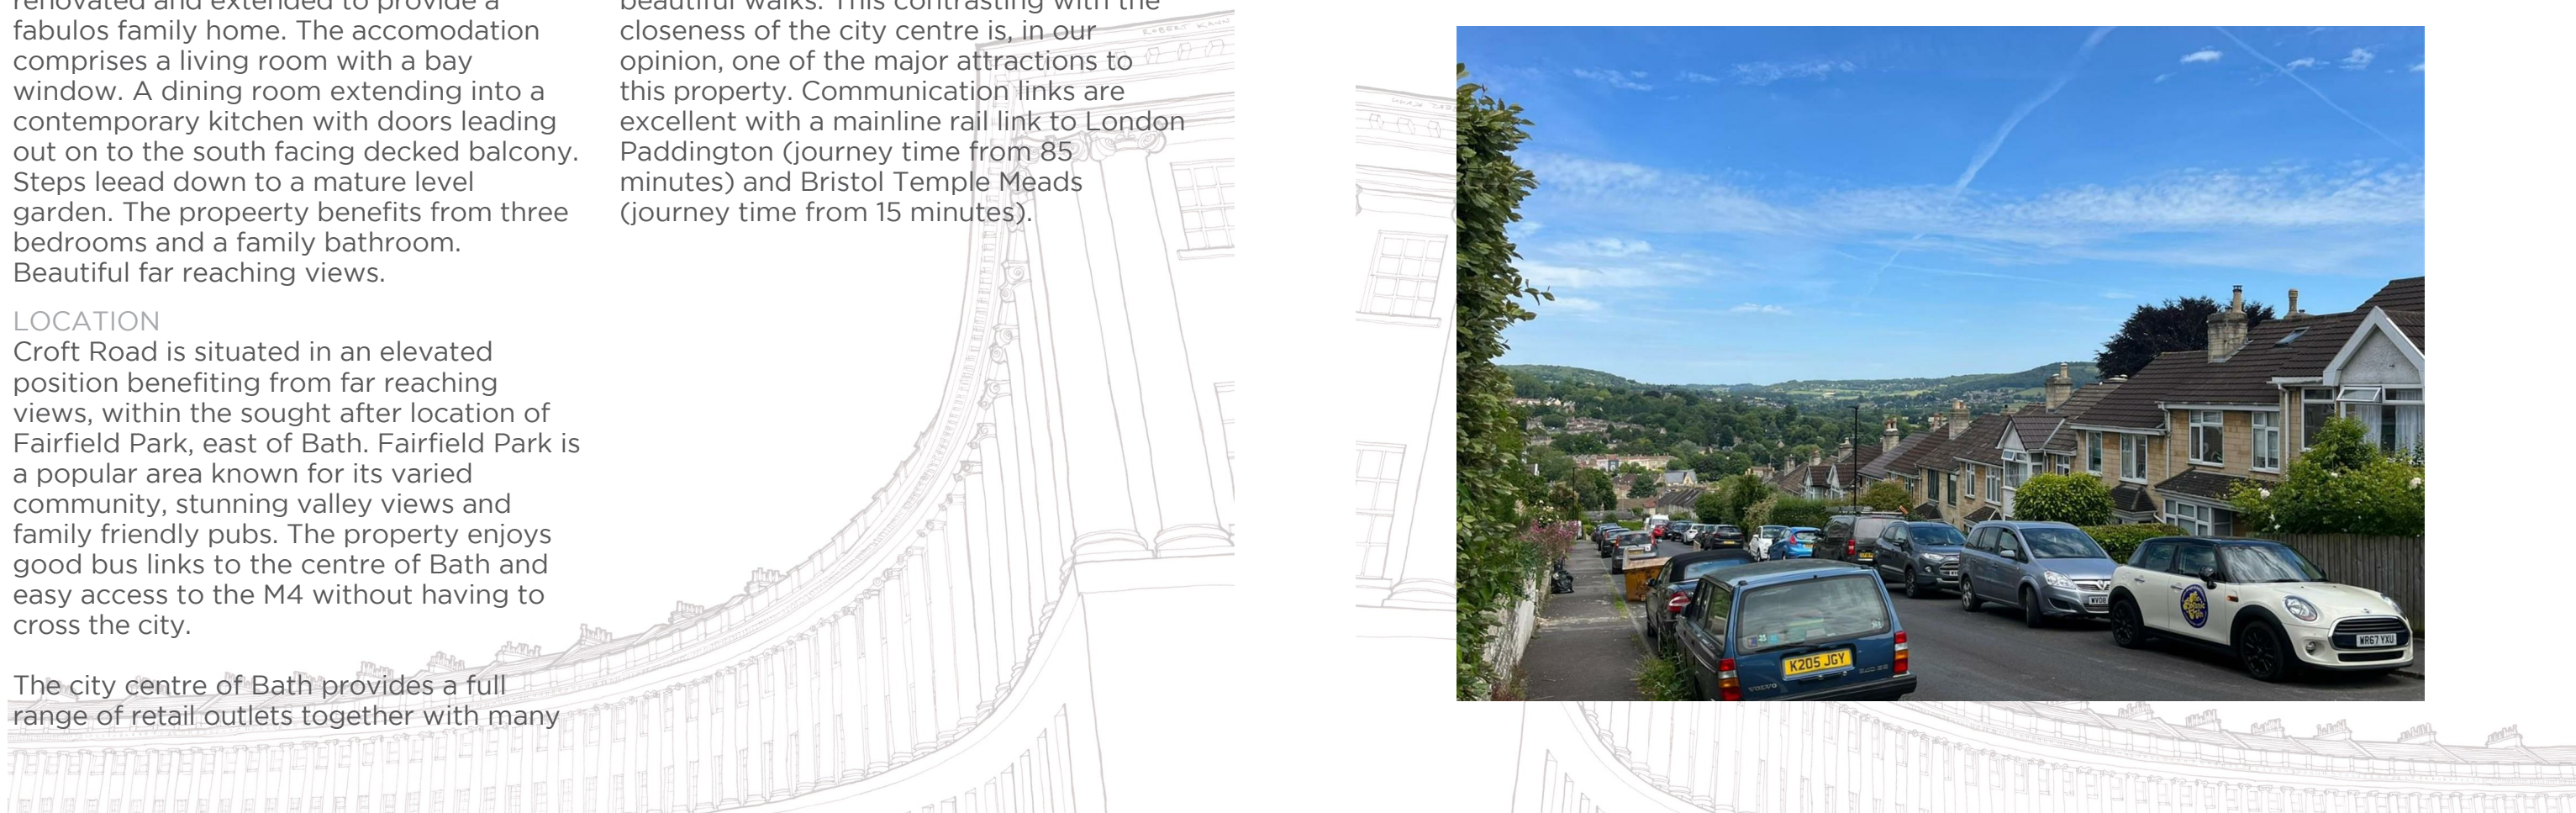 renovated and extended to provide a
fabulos family home. The accomodation
comprises a living room with a bay
window. A dining room extending into a
contemporary kitchen with doors leading
out on to the south facing decked balcony.
Steps leead down to a mature level
garden. The propeerty benefits from three
bedrooms and a family bathroom.
Beautiful far reaching views.
LOCATION
Croft Road is situated in an elevated
position benefiting from far reaching
views, within the sought after location of
Fairfield Park, east of Bath. Fairfield Park is
a popular area known for its varied
community, stunning valley views and
family friendly pubs. The property enjoys
good bus links to the centre of Bath and
easy access to the M4 without having to
cross the city.
The city centre of Bath provides a full
range of retail outlets together with many
beautiful walks. This contrasting with the
closeness of the city centre is, in our
opinion, one of the major attractions to
this property. Communication links are
excellent with a mainline rail link to London
Paddington (journey time from 85
minutes) and Bristol Temple Meads
(journey time from 15 minutes).
ROBERT KAHN
K205 JGY
VOLVO
WR67 YXU